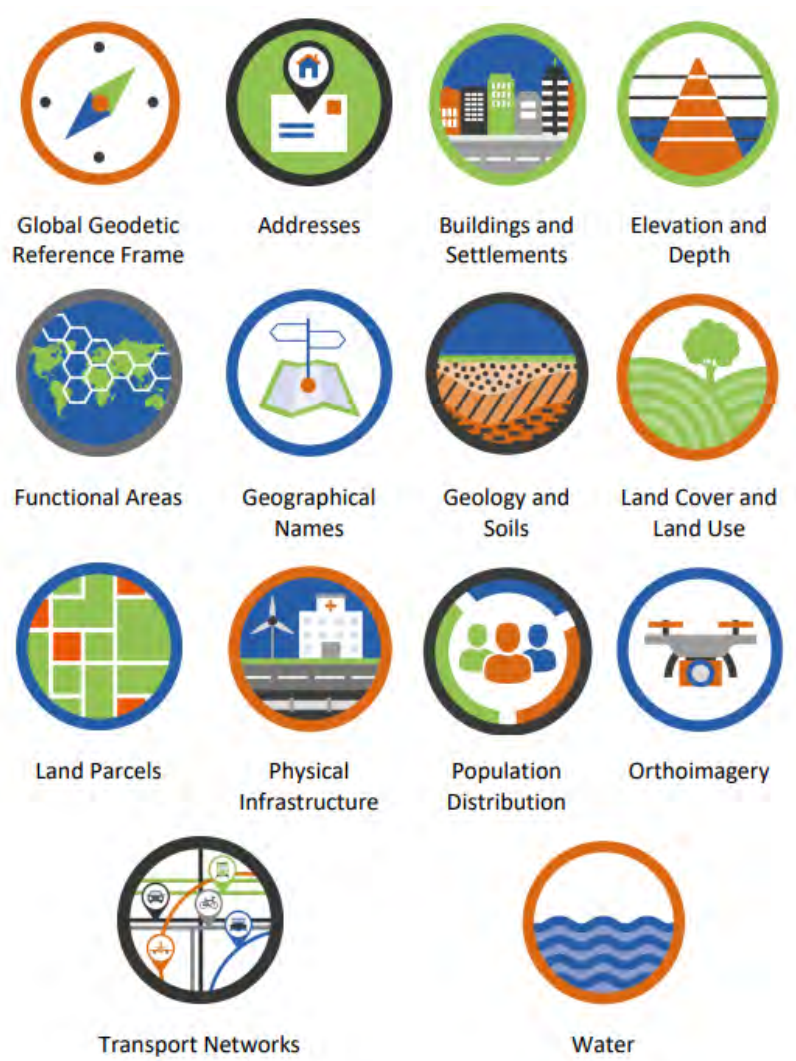 Global Geodetic
Reference Frame
Addresses
Buildings and
Settlements
Elevation and
Depth
Functional Areas
Geographical
Names
Geology and
Soils
Land Cover and
Land Use
Land Parcels
Physical
Infrastructure
Population
Distribution
Orthoimagery
Transport Networks
Water